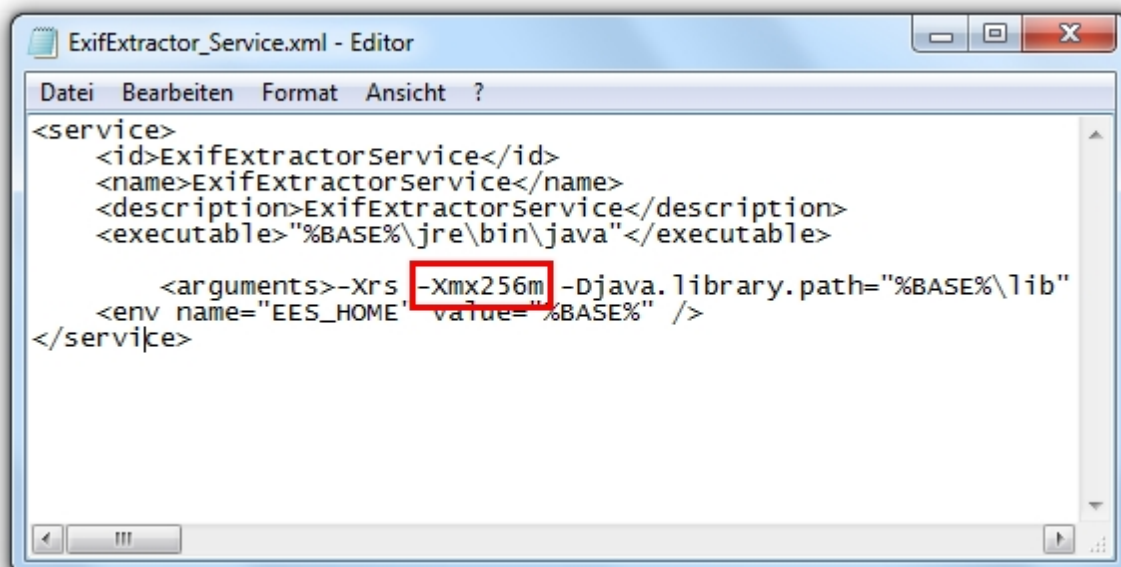 ExifExtractor_Service.xml - Editor
Datei Bearbeiten Format Ansicht ?
<service>
    <id>ExifExtractorService</id>
    <name>ExifExtractorService</name>
    <description>ExifExtractorService</description>
    <executable>"%BASE%\jre\bin\java"</executable>
        <arguments>-Xrs -Xmx256m -Djava.library.path="%BASE%\lib"
    <env name="EES_HOME" value="%BASE%" />
</service>